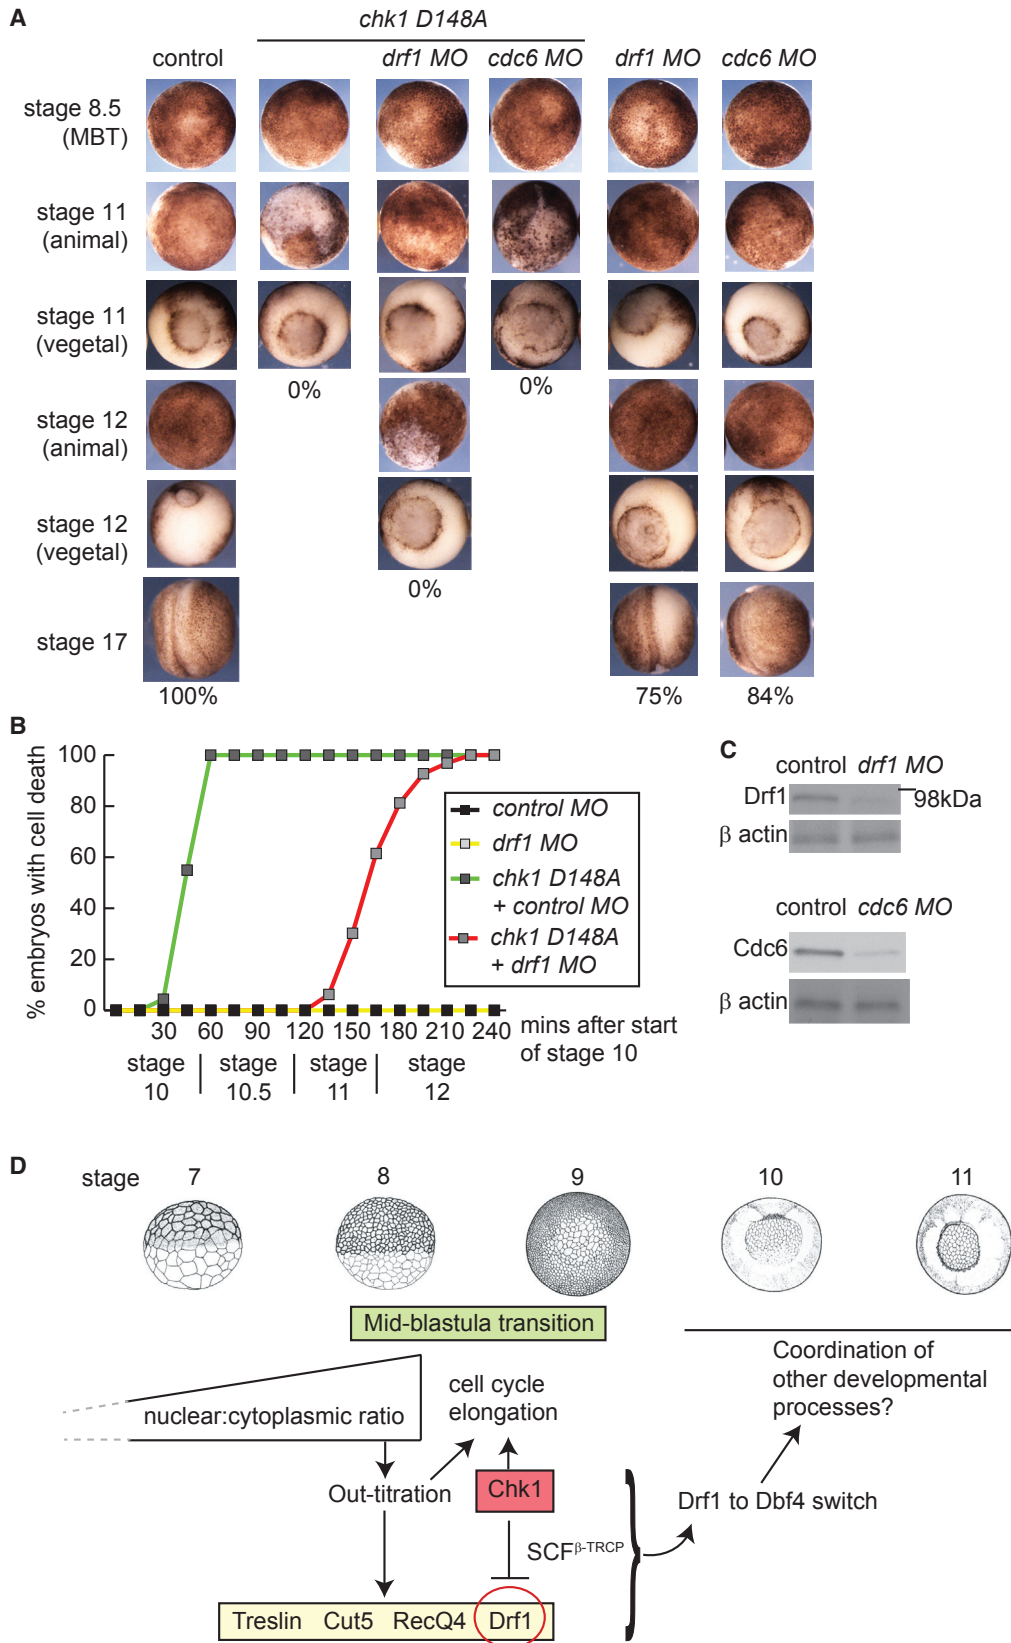 A
chk1 D148A
control
drf1 MO
cdc6 MO
drf1 MO
cdc6 MO
stage 8.5
(MBT)
stage 11
(animal)
stage 11
(vegetal)
0%
0%
stage 12
(animal)
stage 12
(vegetal)
0%
stage 17
100%
75%
84%
B
% embryos with cell death
100
80
60
40
20
0
30 60 90 120 150 180 210 240
mins after start
of stage 10
stage
10
stage
10.5
stage
11
stage
12
control MO
drf1 MO
chk1 D148A
+ control MO
chk1 D148A
+ drf1 MO
C
control drf1 MO
Drf1
98kDa
β actin
control cdc6 MO
Cdc6
β actin
D
stage 7 8 9 10 11
Mid-blastula transition
nuclear:cytoplasmic ratio
cell cycle
elongation
Coordination of
other developmental
processes?
Out-titration
Chk1
Drf1 to Dbf4 switch
SCFβ-TRCP
Treslin Cut5 RecQ4 Drf1